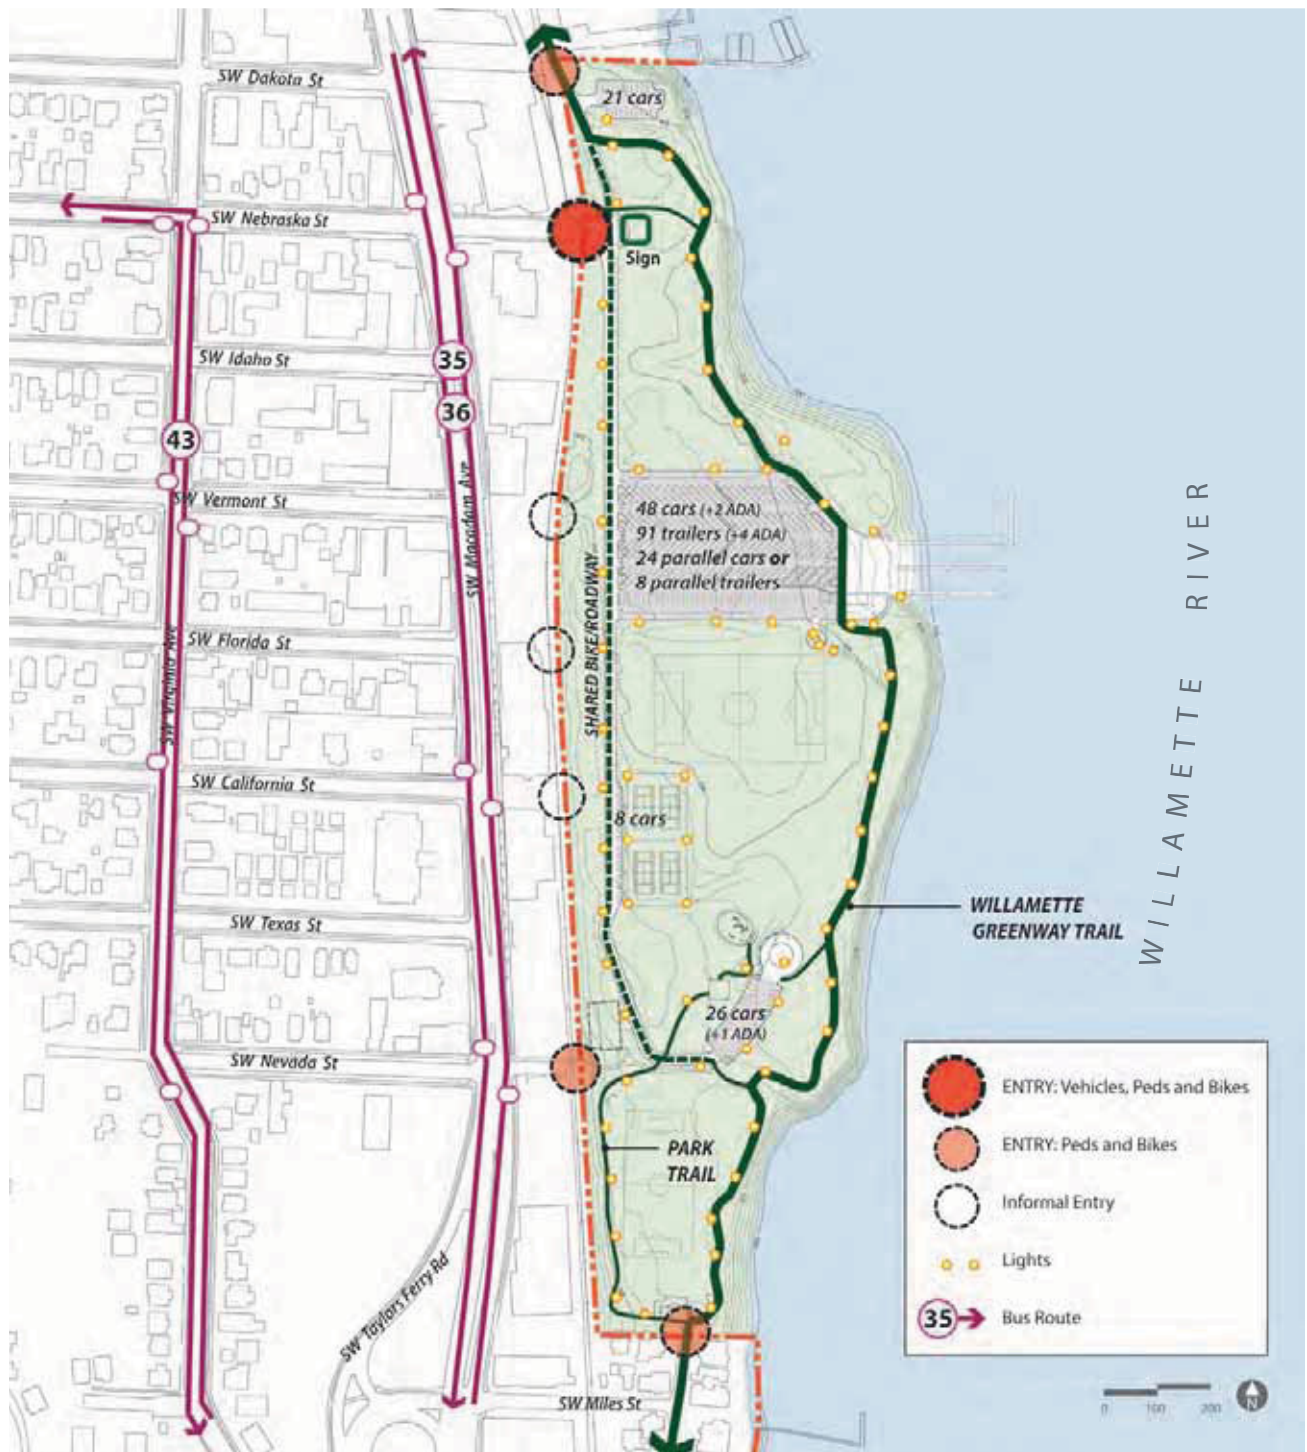 SW Dakota St
21 cars
SW Nebraska St
Sign
SW Idaho St
35
36
43
SW Vermont St
SW Macadam Ave
48 cars (+2 ADA)
91 trailers (+4 ADA)
24 parallel cars or
8 parallel trailers
SHARED BIKE/ROADWAY
WILLAMETTE RIVER
SW Florida St
SW Virginia Ave
SW California St
8 cars
SW Texas St
WILLAMETTE
GREENWAY TRAIL
26 cars
(+1 ADA)
SW Nevada St
PARK
TRAIL
SW Taylors Ferry Rd
SW Miles St
ENTRY: Vehicles, Peds and Bikes
ENTRY: Peds and Bikes
Informal Entry
Lights
35
Bus Route
0 100 200
N